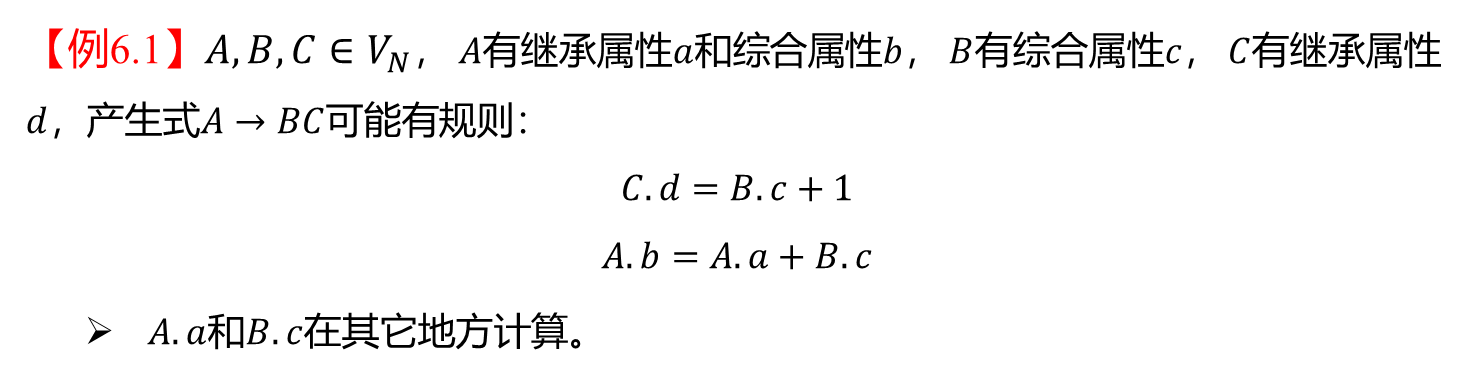 【例6.1】A, B, C ∈ V_N，A有继承属性a和综合属性b，B有综合属性c，C有继承属性
d，产生式A → BC可能有规则：
C. d = B. c + 1
A. b = A. a + B. c
➢ A. a和B. c在其它地方计算。